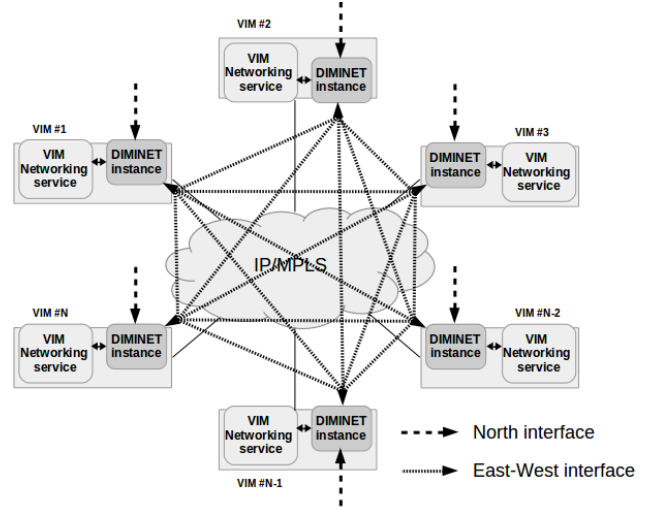 VIM #2
VIM
Networking
service
DIMINET
instance
VIM #1
VIM
Networking
service
DIMINET
instance
VIM #3
DIMINET
instance
VIM
Networking
service
IP/MPLS
VIM #N
VIM
Networking
service
DIMINET
instance
VIM #N-2
DIMINET
instance
VIM
Networking
service
VIM
Networking
service
DIMINET
instance
VIM #N-1
North interface
East-West interface